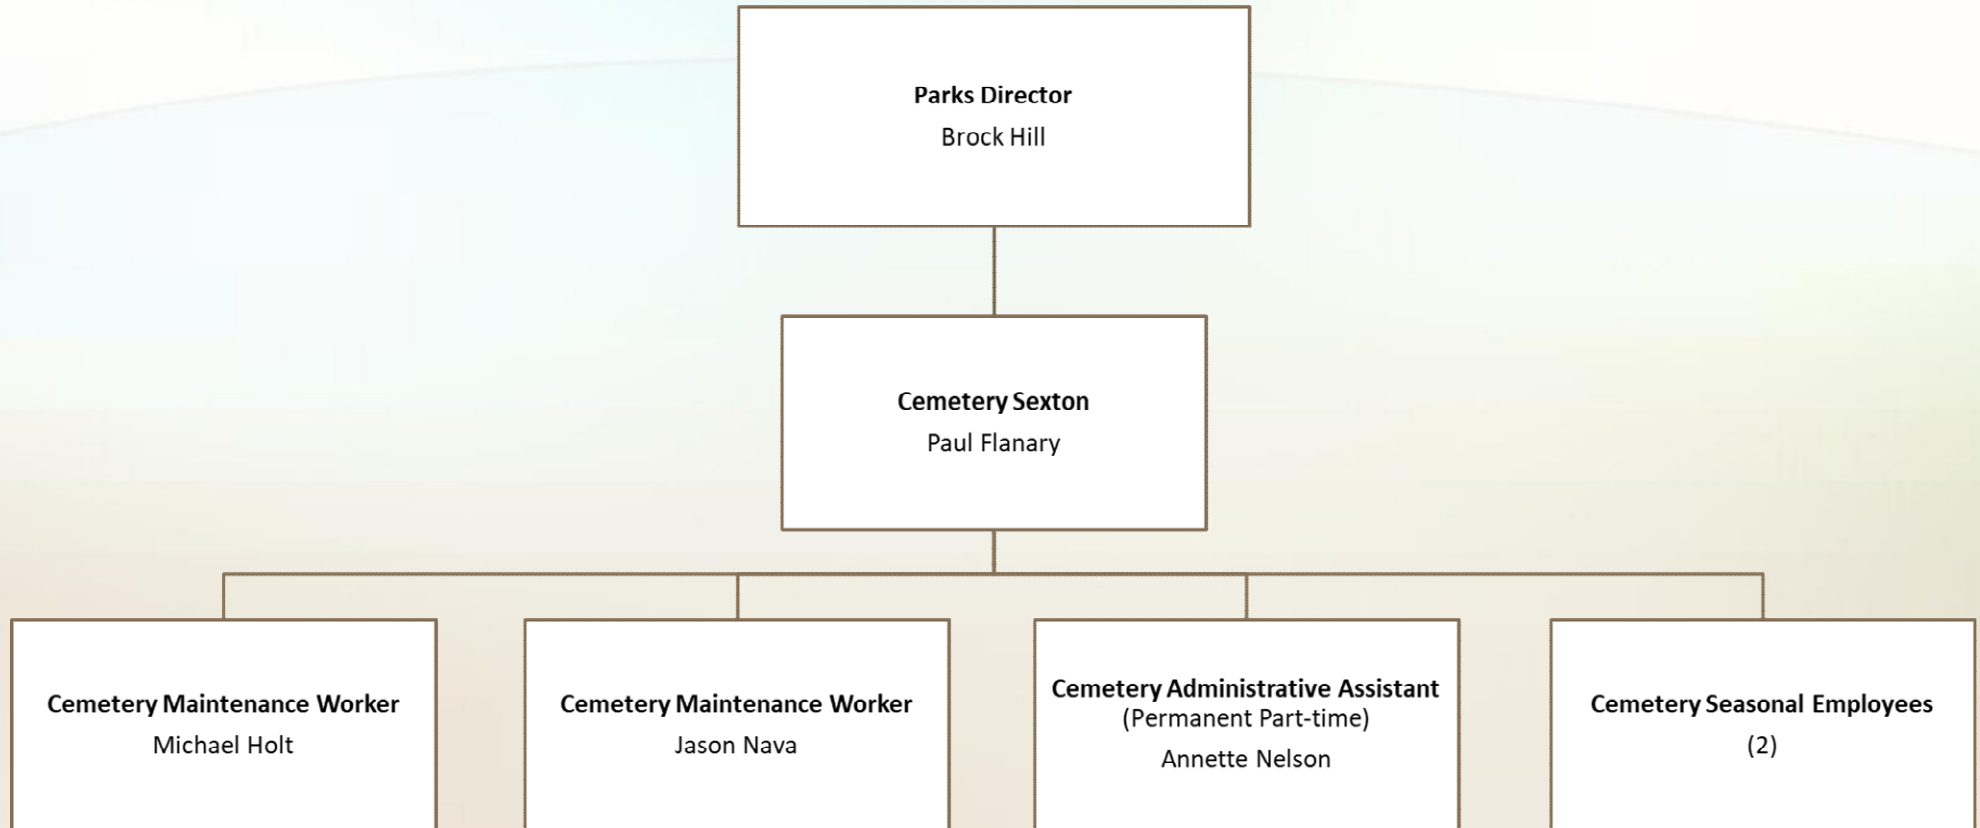 Parks Director
Brock Hill
Cemetery Sexton
Paul Flanary
Cemetery Maintenance Worker
Michael Holt
Cemetery Maintenance Worker
Jason Nava
Cemetery Administrative Assistant
(Permanent Part-time)
Annette Nelson
Cemetery Seasonal Employees
(2)